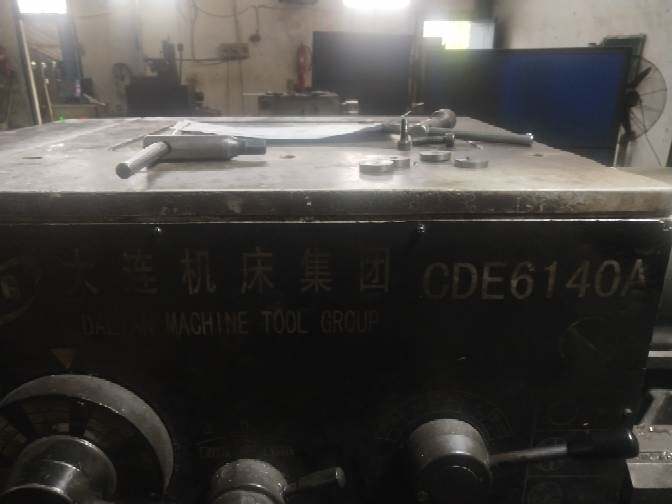 大连机床集团 CDE6140A
DALIAN MACHINE TOOL GROUP